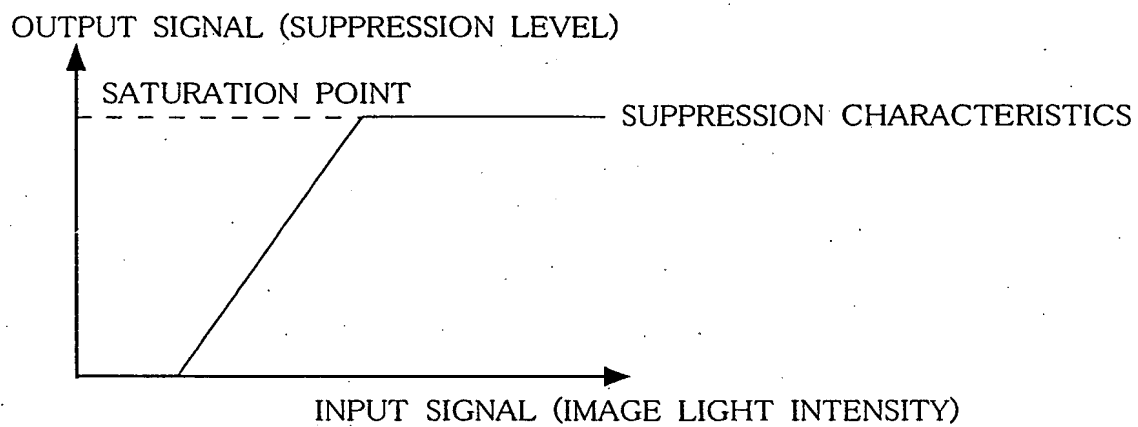 OUTPUT SIGNAL (SUPPRESSION LEVEL)
SATURATION POINT
SUPPRESSION CHARACTERISTICS
INPUT SIGNAL (IMAGE LIGHT INTENSITY)